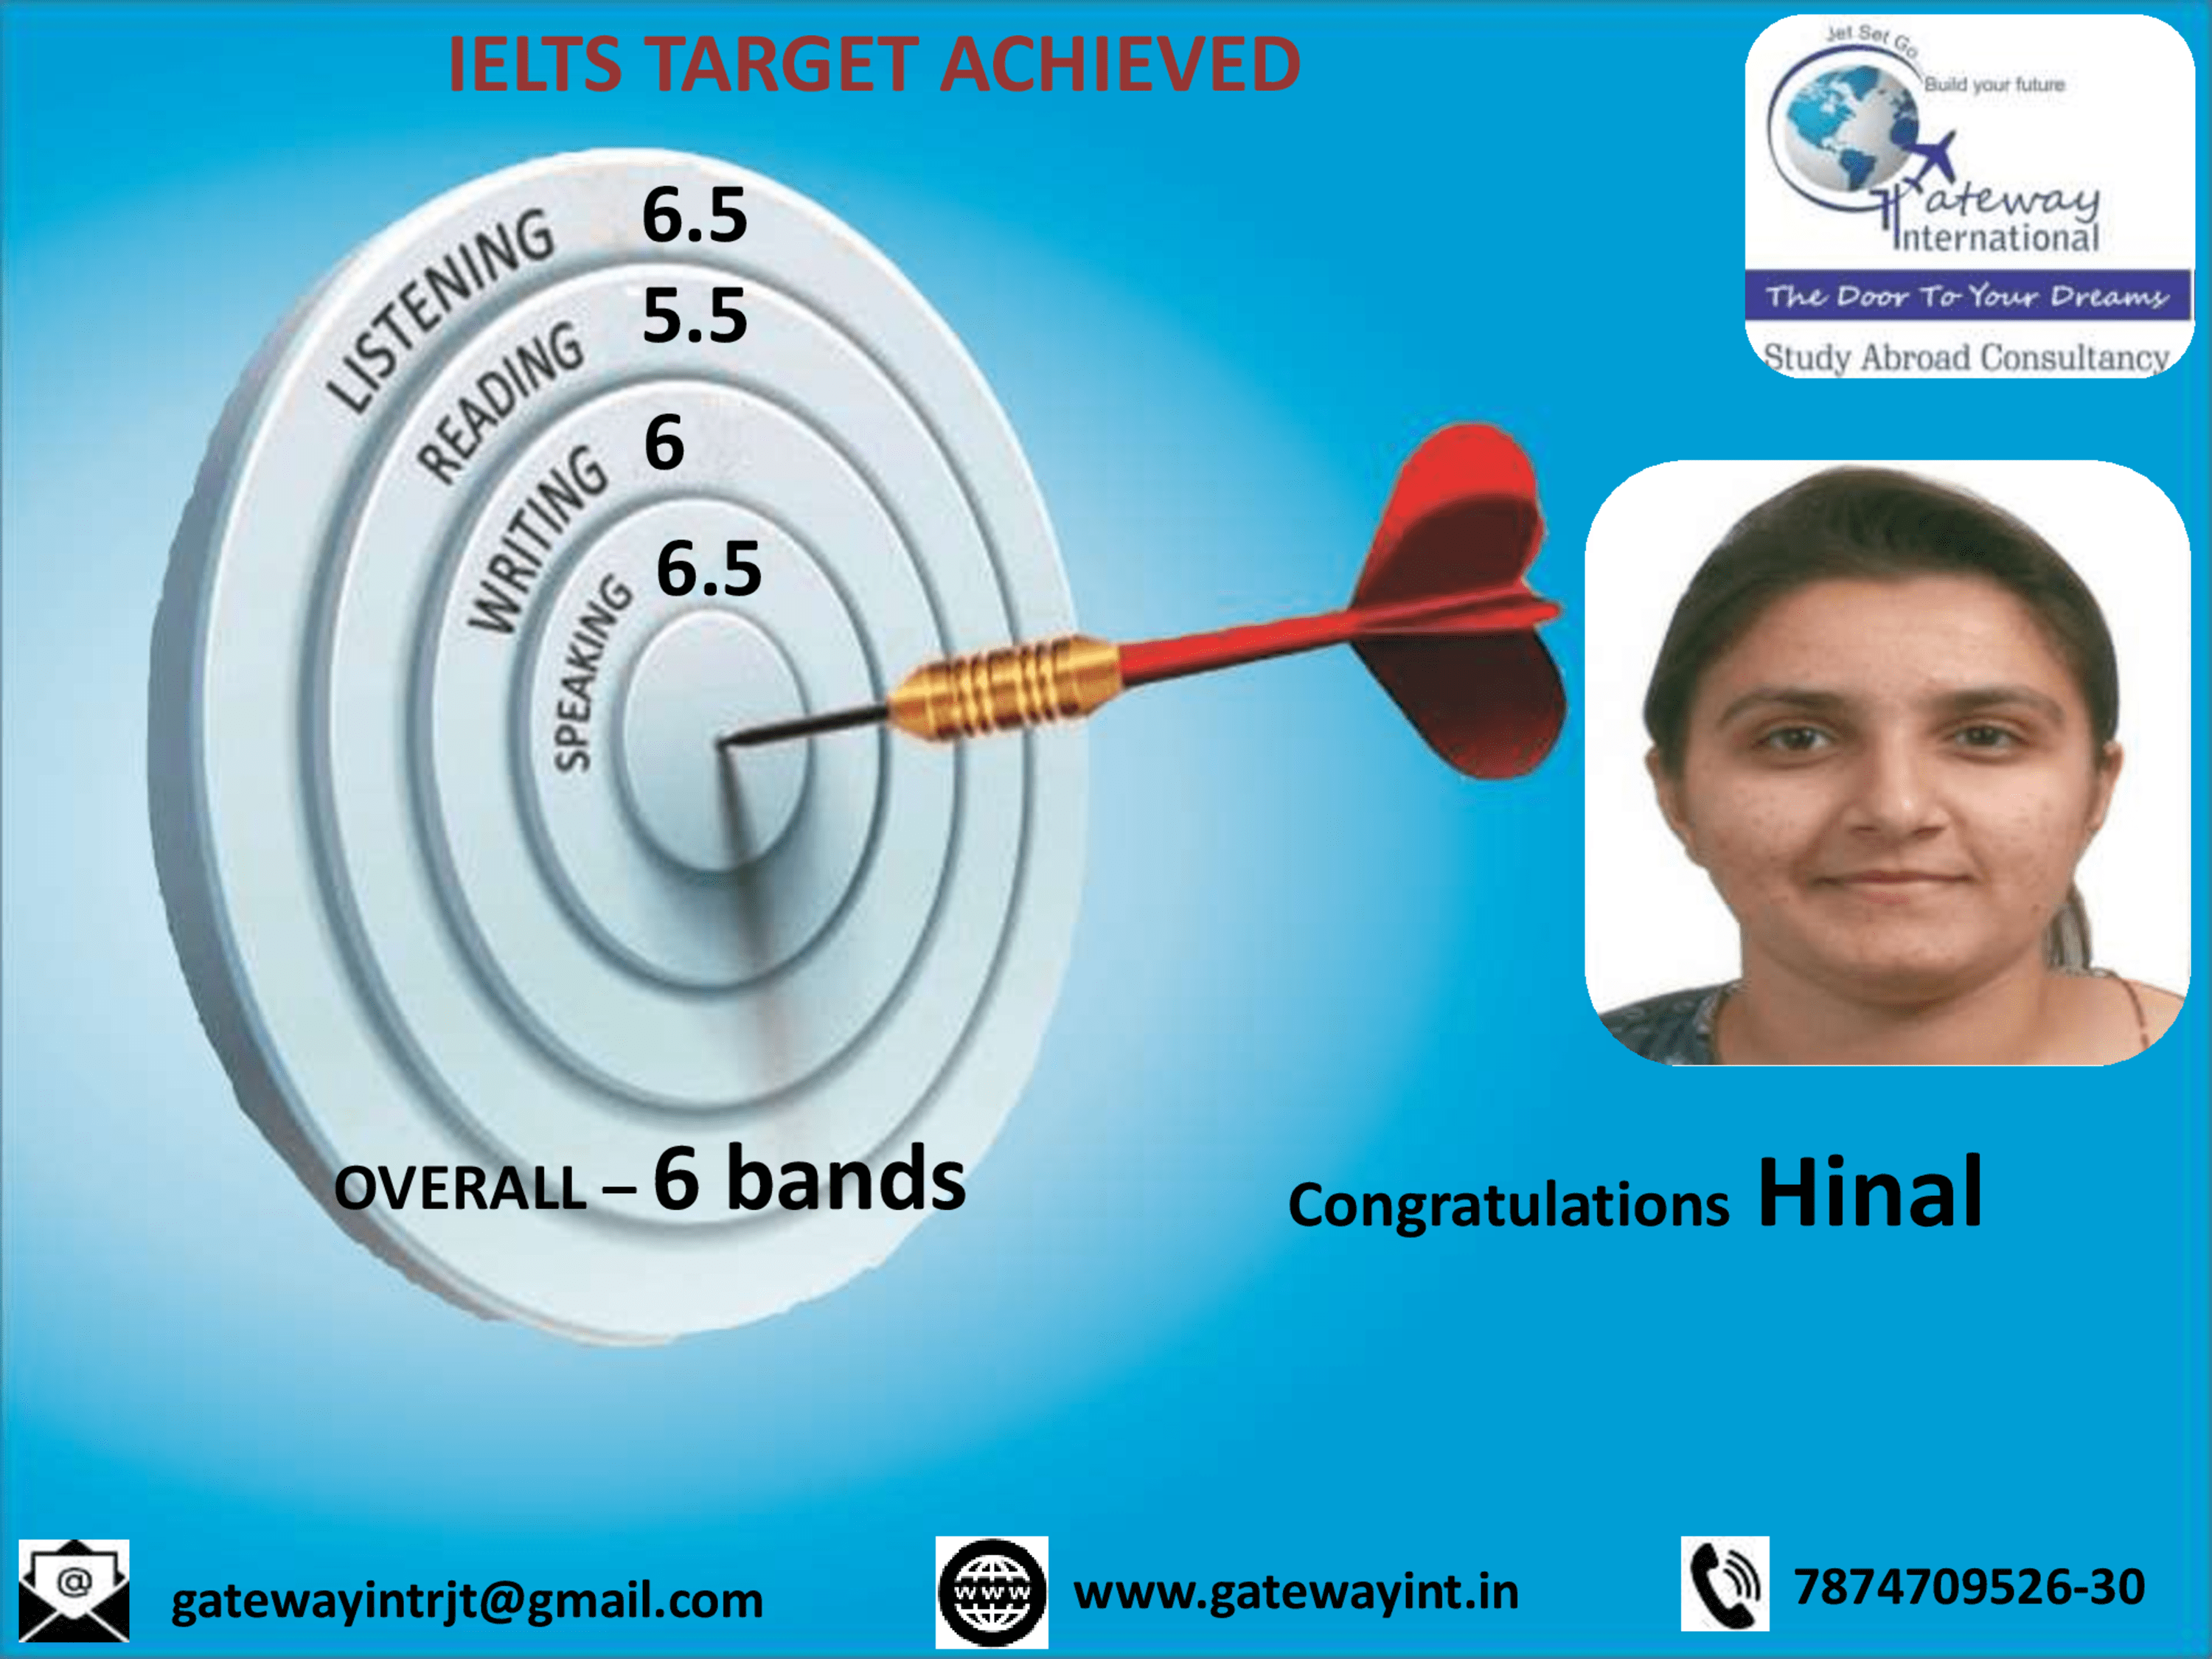 IELTS TARGET ACHIEVED
Jet Set Go
Build your future
Gateway
International
The Door To Your Dreams
Study Abroad Consultancy
LISTENING 6.5
READING 5.5
WRITING 6
SPEAKING 6.5
OVERALL – 6 bands
Congratulations Hinal
@ gatewayintrjt@gmail.com
www www.gatewayint.in
7874709526-30